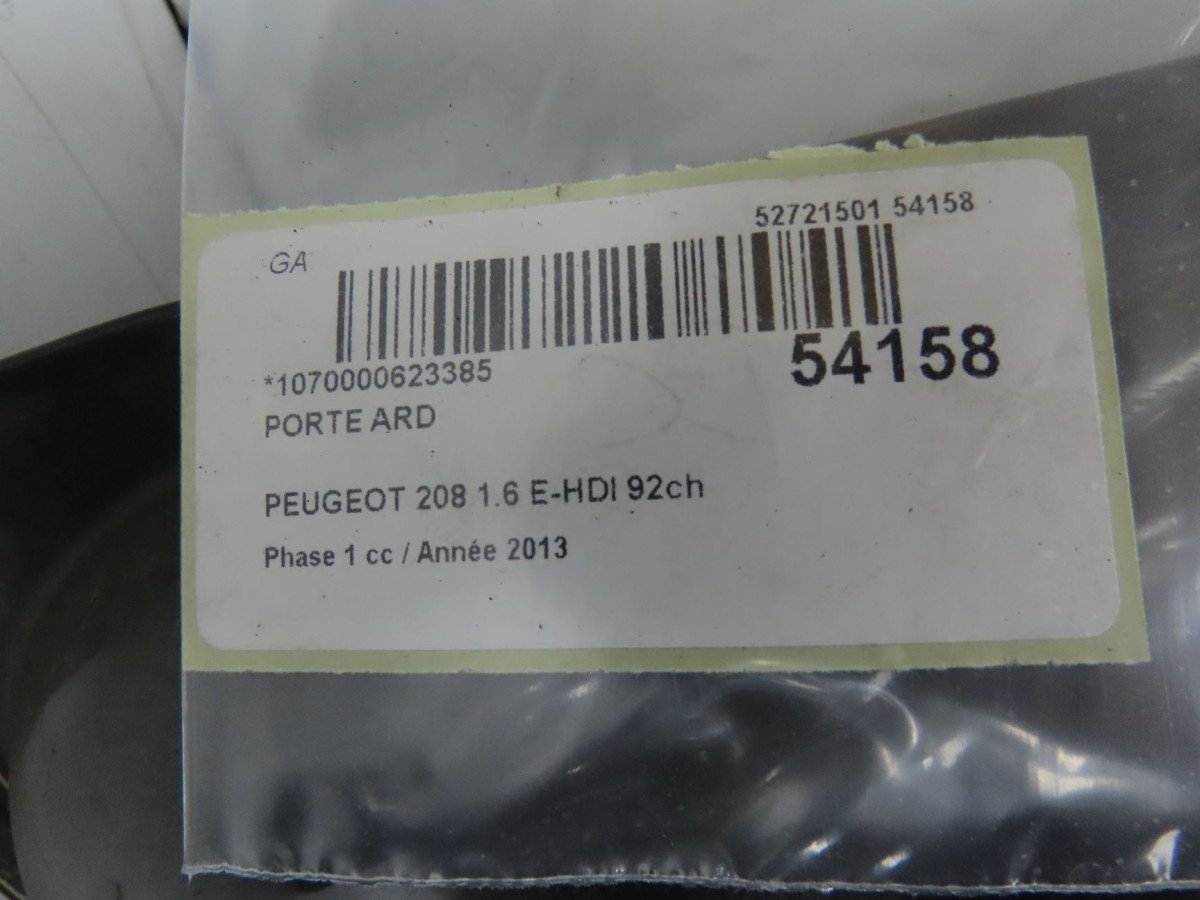 52721501 54158
GA
*1070000623385
54158
PORTE ARD
PEUGEOT 208 1.6 E-HDI 92ch
Phase 1 cc / Année 2013